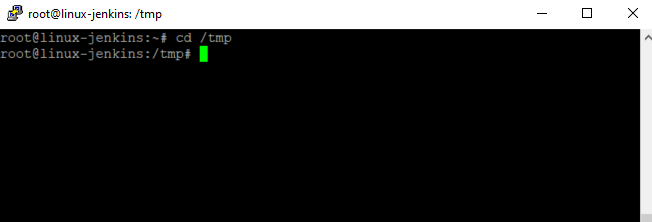 root@linux-jenkins: /tmp
root@linux-jenkins:~# cd /tmp
root@linux-jenkins:/tmp#